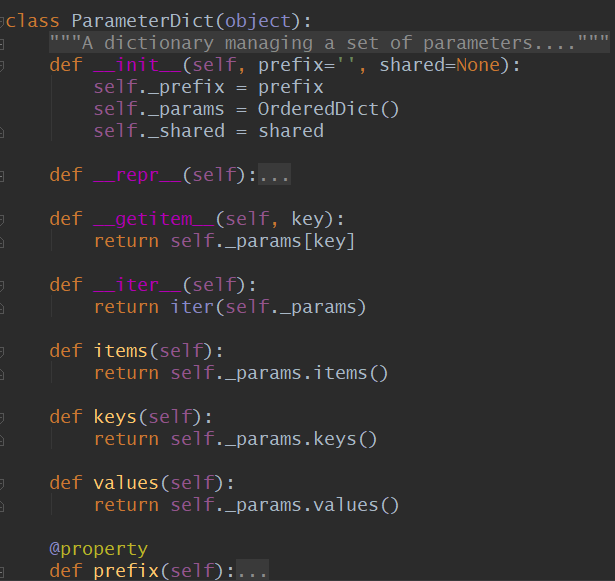 class ParameterDict(object):
    """A dictionary managing a set of parameters...."""
    def __init__(self, prefix='', shared=None):
        self._prefix = prefix
        self._params = OrderedDict()
        self._shared = shared
    def __repr__(self):...
    def __getitem__(self, key):
        return self._params[key]
    def __iter__(self):
        return iter(self._params)
    def items(self):
        return self._params.items()
    def keys(self):
        return self._params.keys()
    def values(self):
        return self._params.values()
    @property
    def prefix(self):...